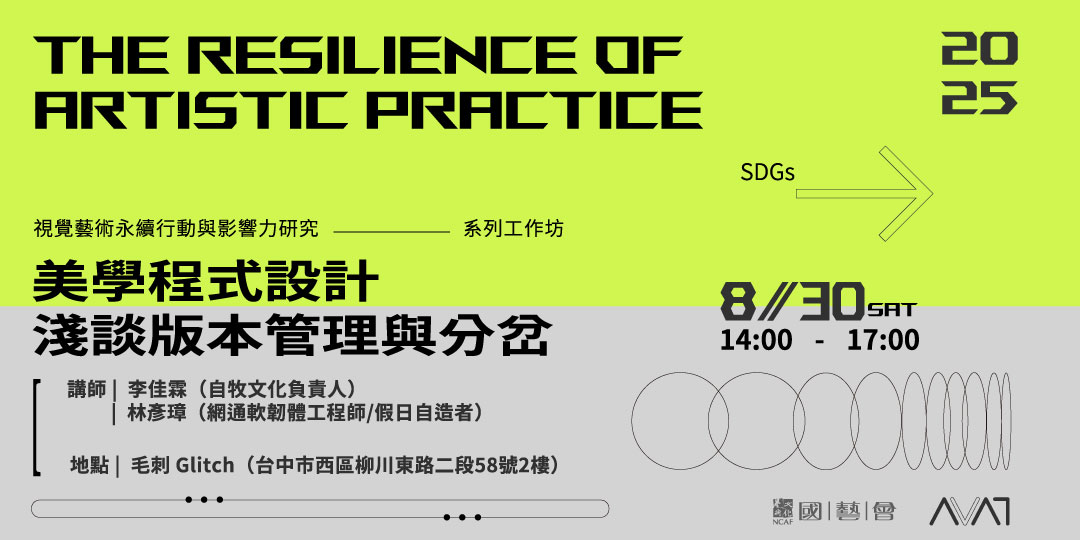 THE RESILIENCE OF
ARTISTIC PRACTICE
20
25
SDGs
視覺藝術永續行動與影響力研究 系列工作坊
美學程式設計
淺談版本管理與分岔
8//30 SAT
14:00 - 17:00
講師| 李佳霖（自牧文化負責人）
| 林彥璋（網通軟韌體工程師/假日自造者）
地點| 毛刺 Glitch（台中市西區柳川東路二段58號2樓）
NCAF 國|藝|會
AVAT